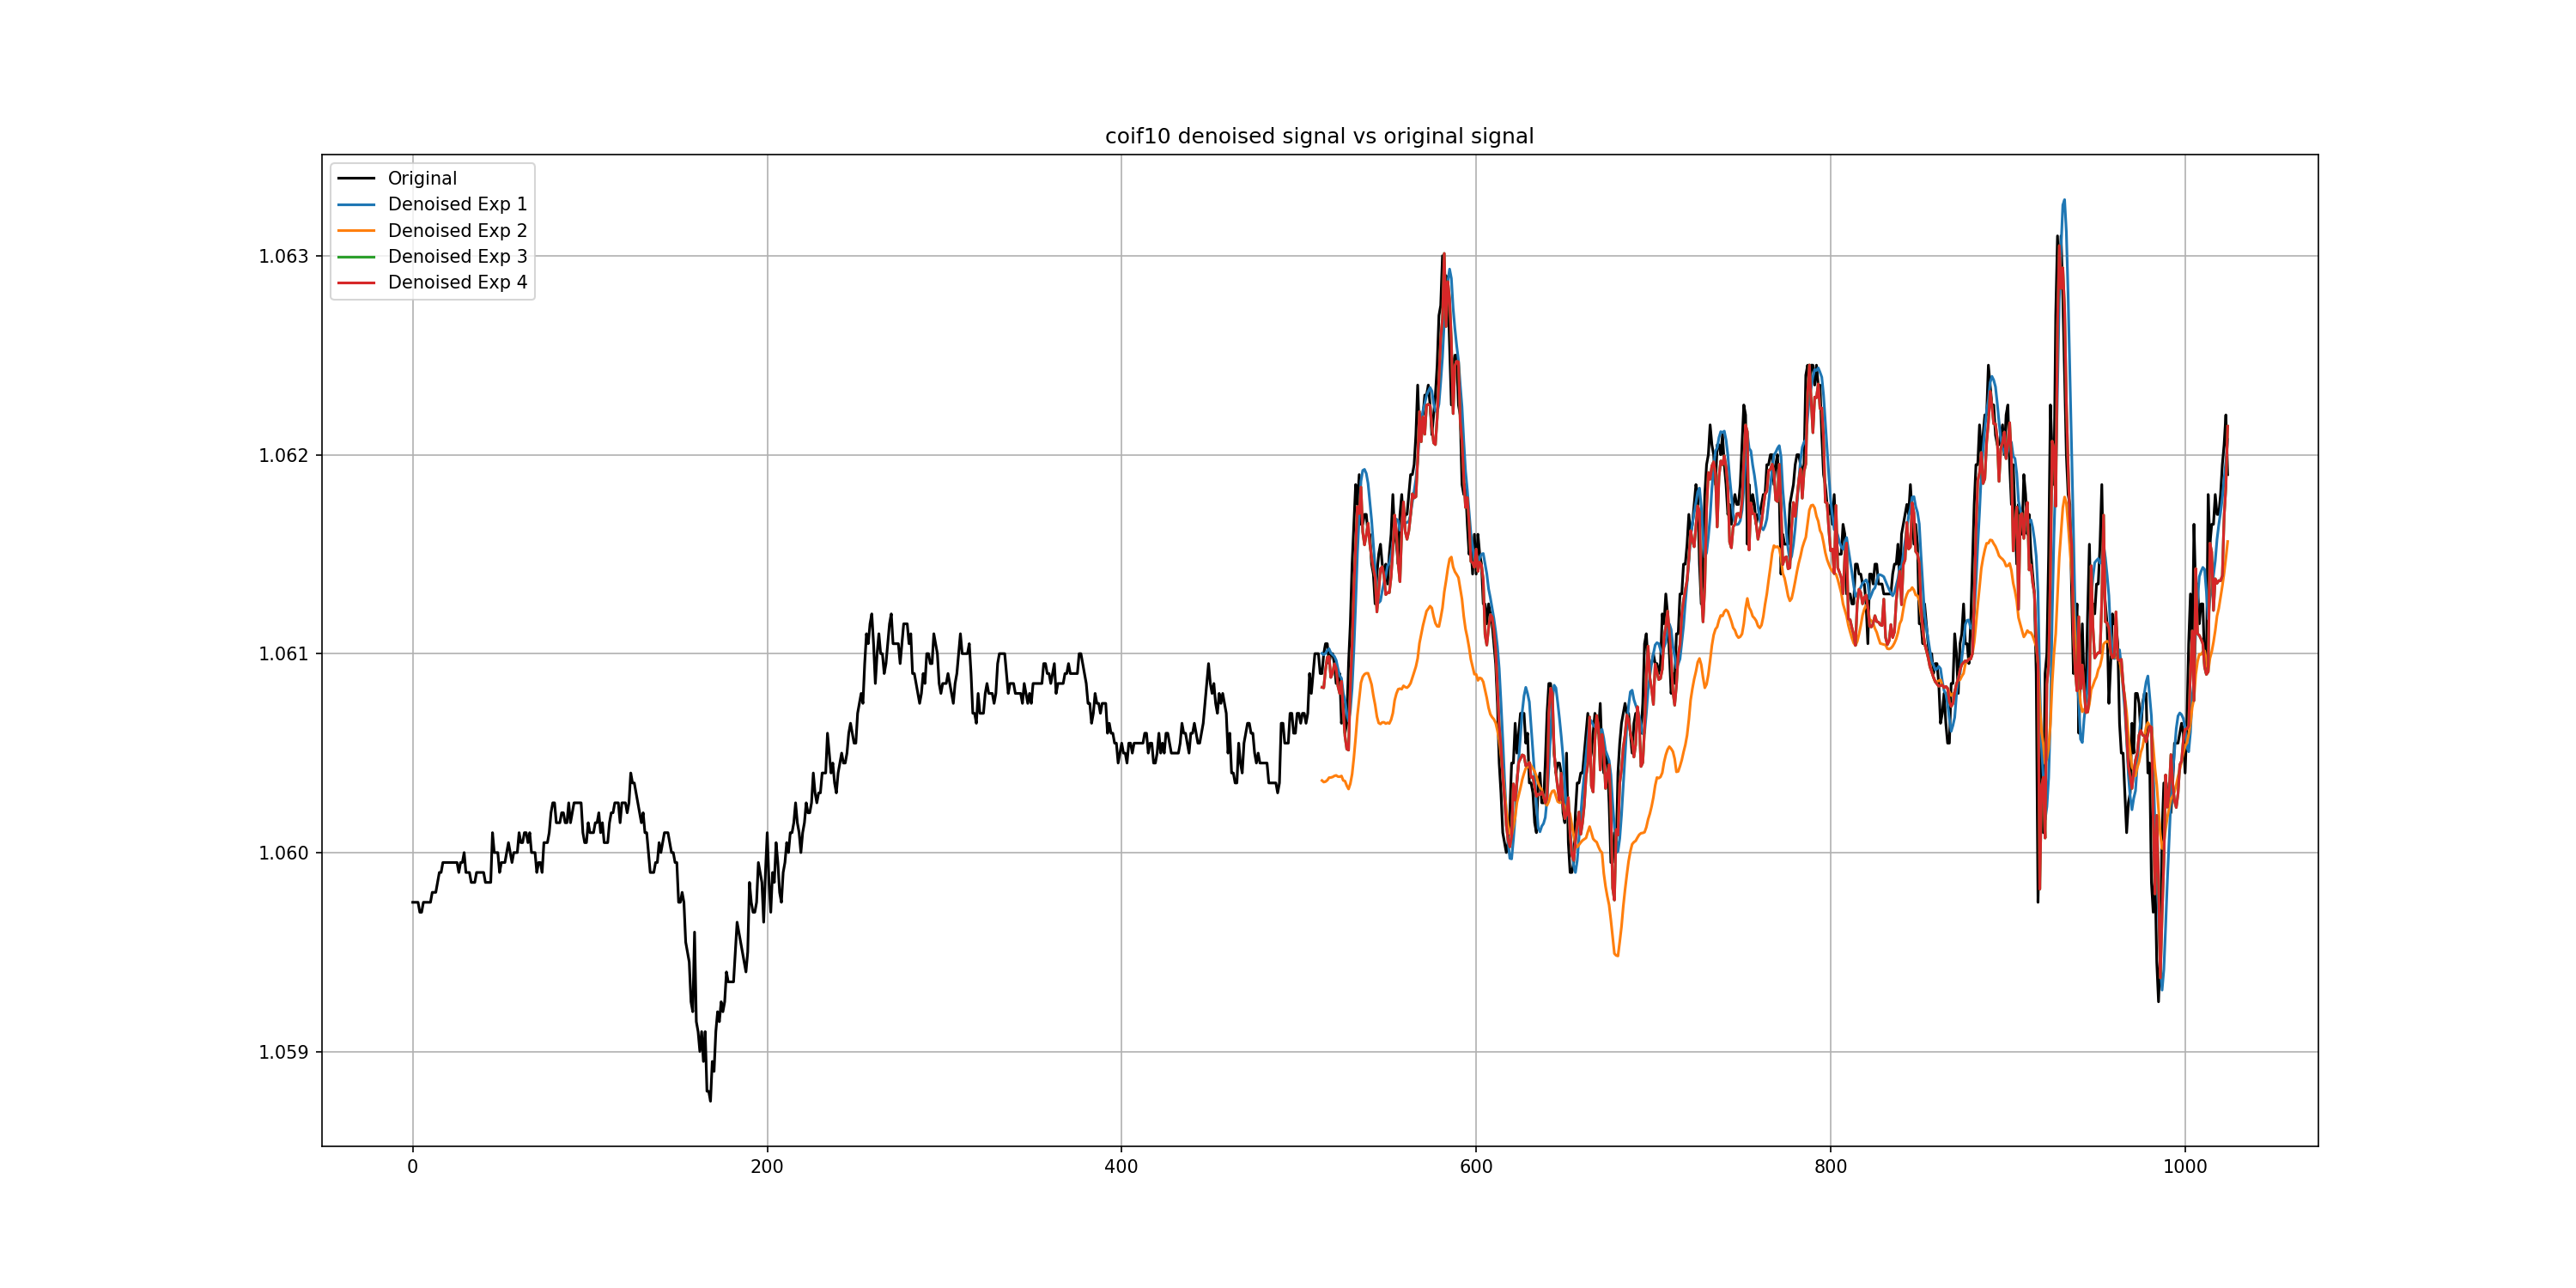 coif10 denoised signal vs original signal
Original
Denoised Exp 1
Denoised Exp 2
Denoised Exp 3
Denoised Exp 4
1.063
1.062
1.061
1.060
1.059
0 200 400 600 800 1000